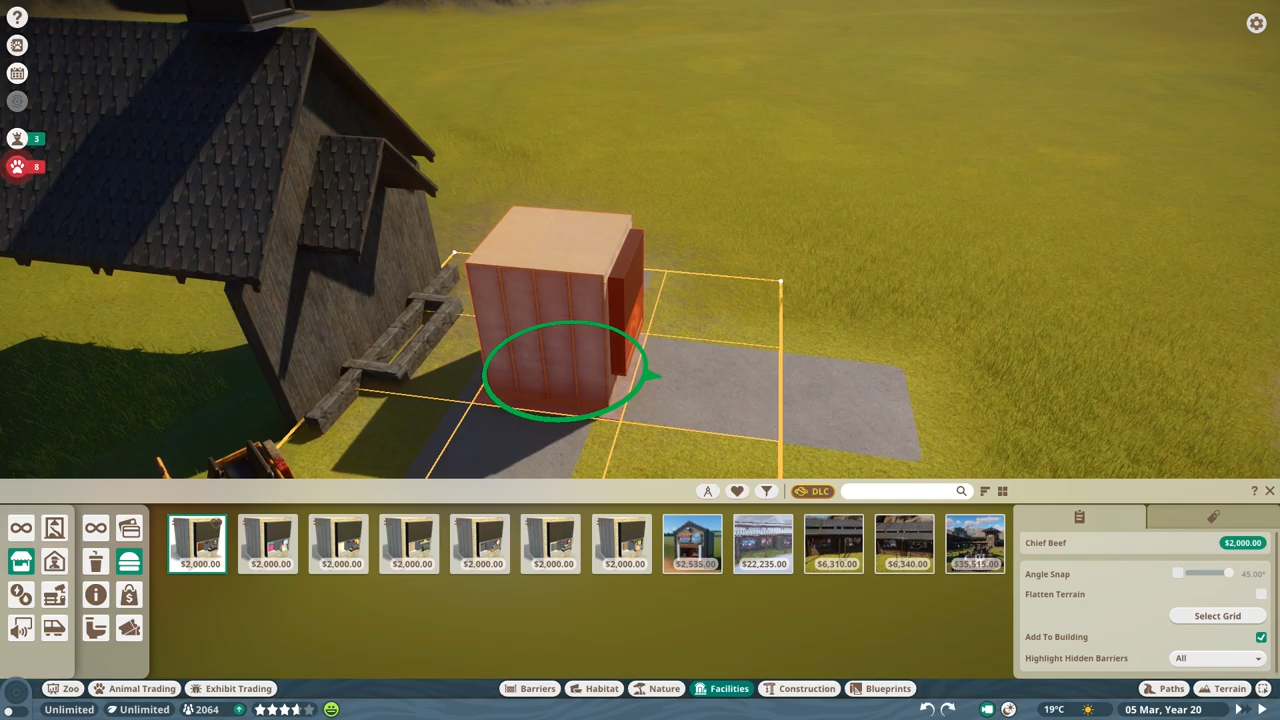 ?
3
8
DLC
? ×
$2,000.00 $2,000.00 $2,000.00 $2,000.00 $2,000.00 $2,000.00 $2,000.00 $2,535.00 $22,235.00 $6,310.00 $6,340.00 $35,515.00
Chief Beef $2,000.00
Angle Snap 45.00°
Flatten Terrain
Select Grid
Add To Building
Highlight Hidden Barriers All
Zoo Animal Trading Exhibit Trading Barriers Habitat Nature Facilities Construction Blueprints Paths Terrain
Unlimited Unlimited 2064 19°C 05 Mar, Year 20